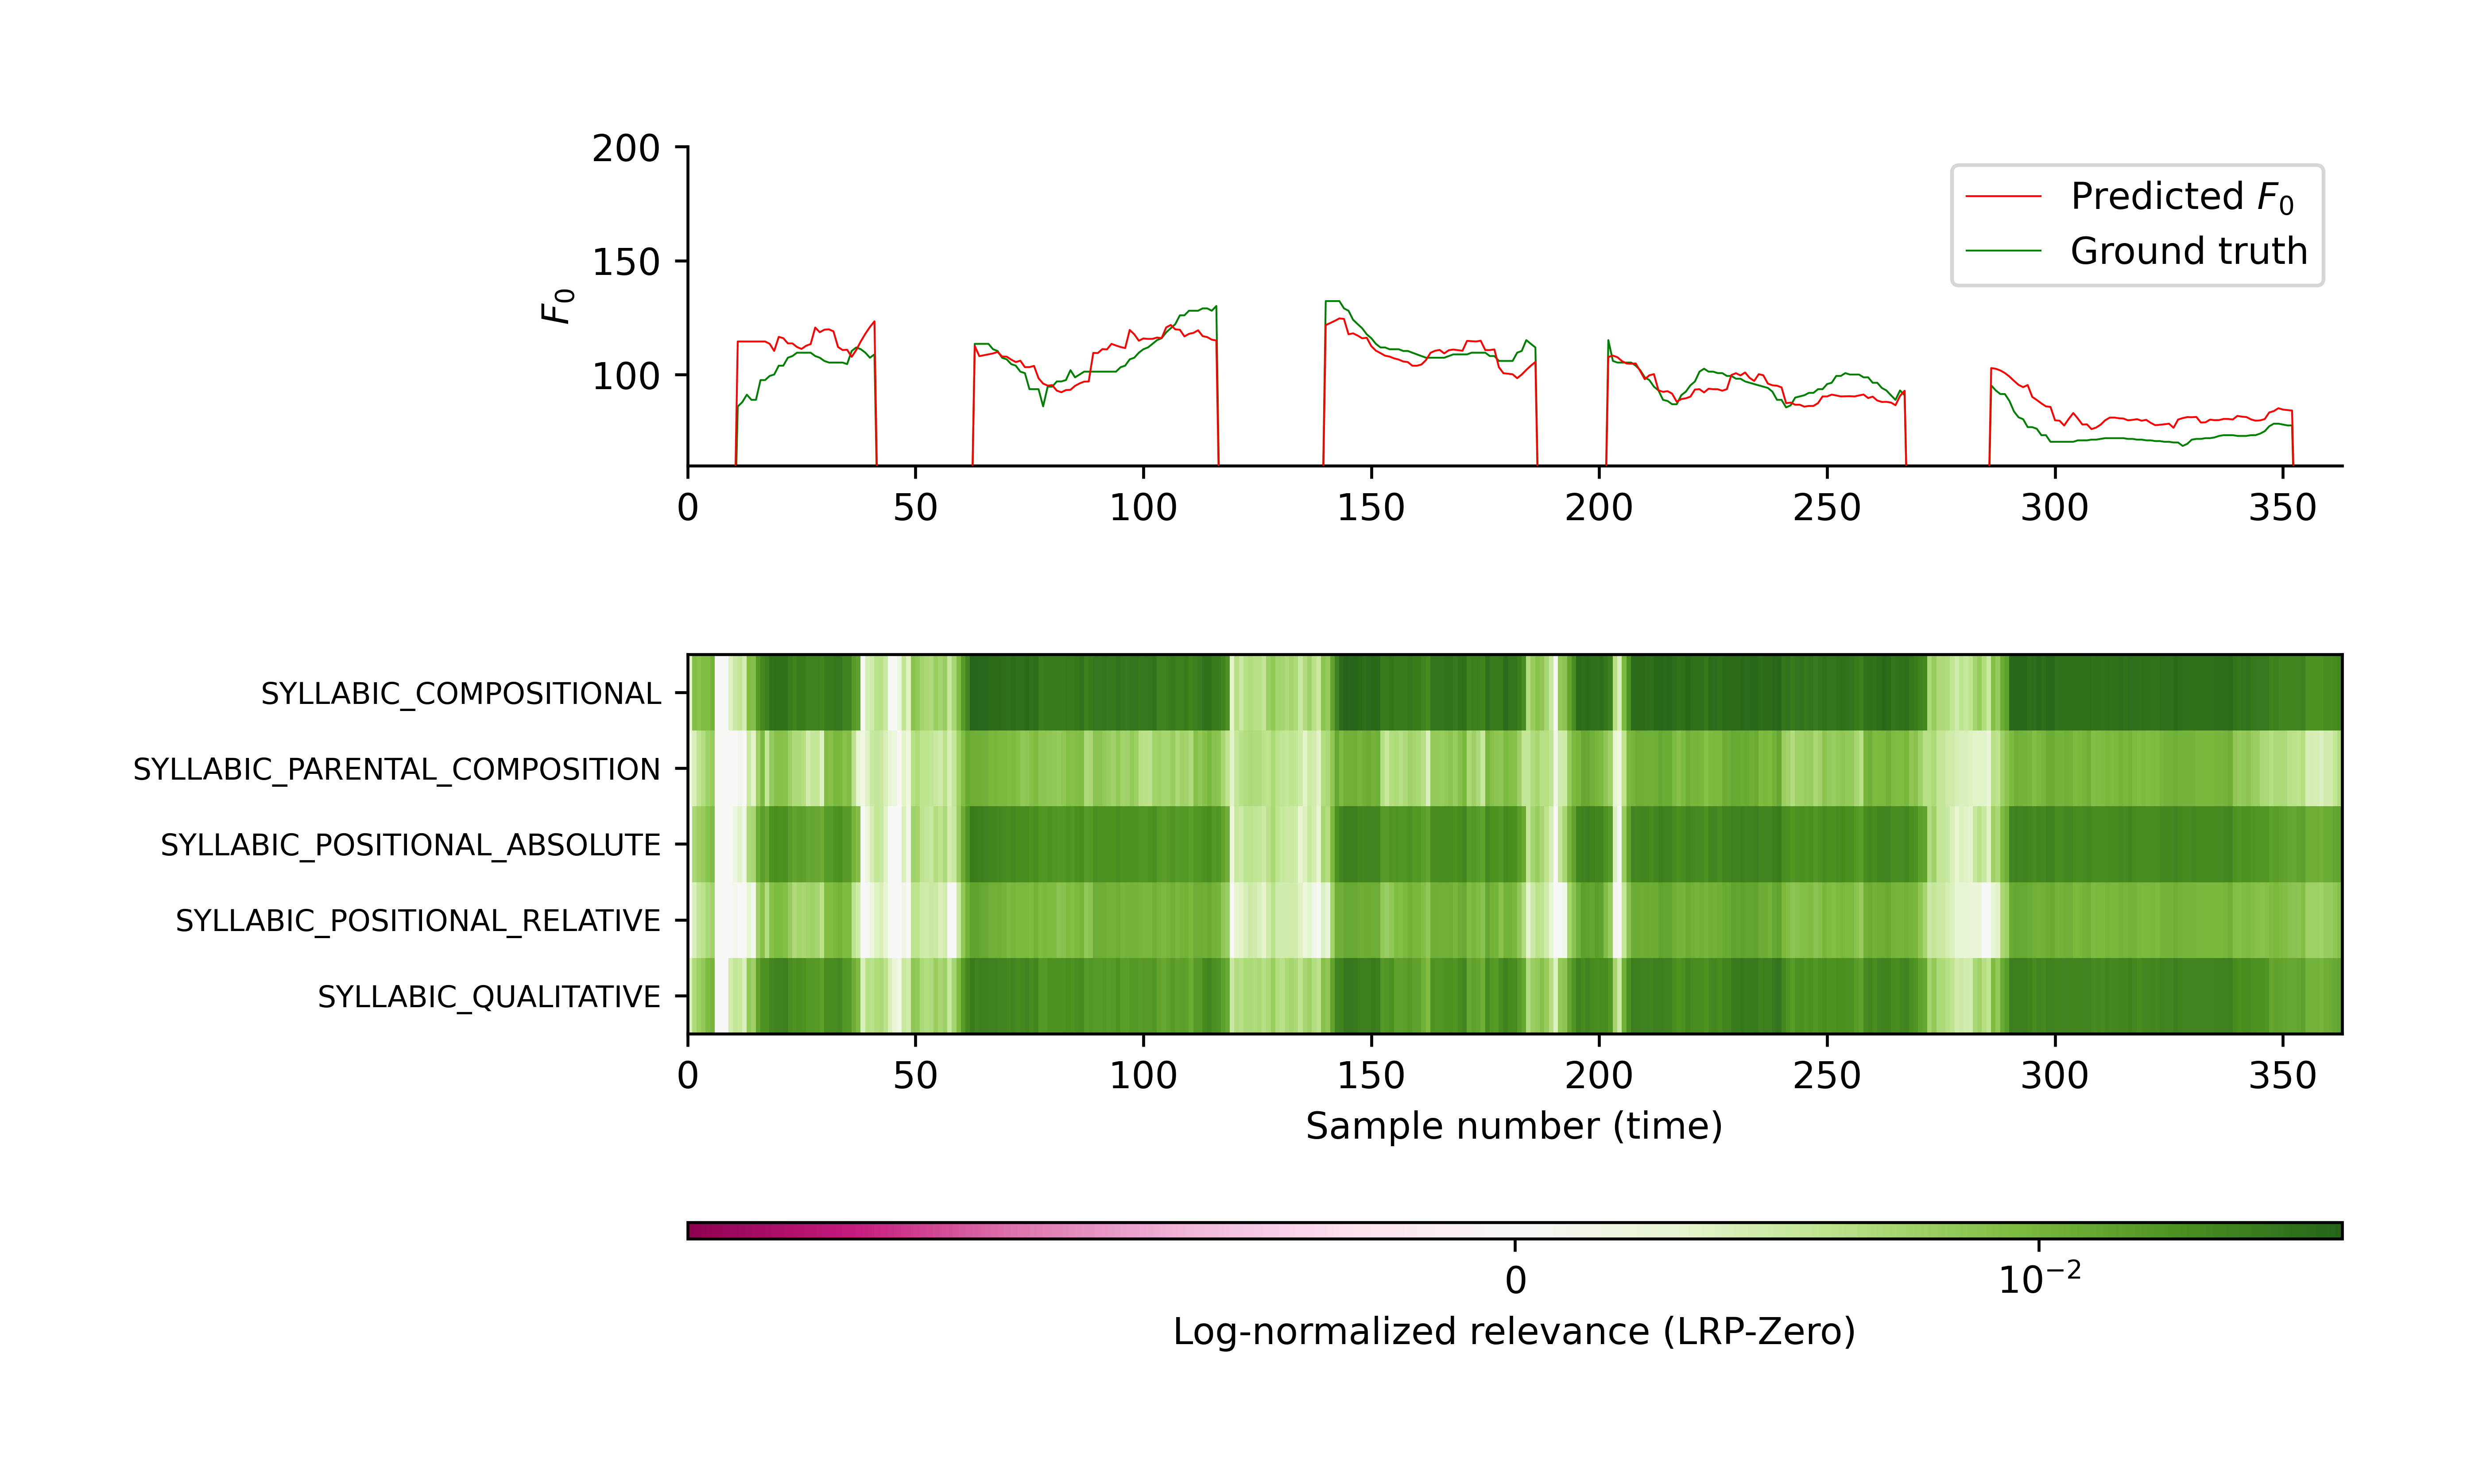 200
150
100
F0
Predicted F0
Ground truth
0 50 100 150 200 250 300 350
SYLLABIC_COMPOSITIONAL
SYLLABIC_PARENTAL_COMPOSITION
SYLLABIC_POSITIONAL_ABSOLUTE
SYLLABIC_POSITIONAL_RELATIVE
SYLLABIC_QUALITATIVE
0 50 100 150 200 250 300 350
Sample number (time)
0 10⁻²
Log-normalized relevance (LRP-Zero)